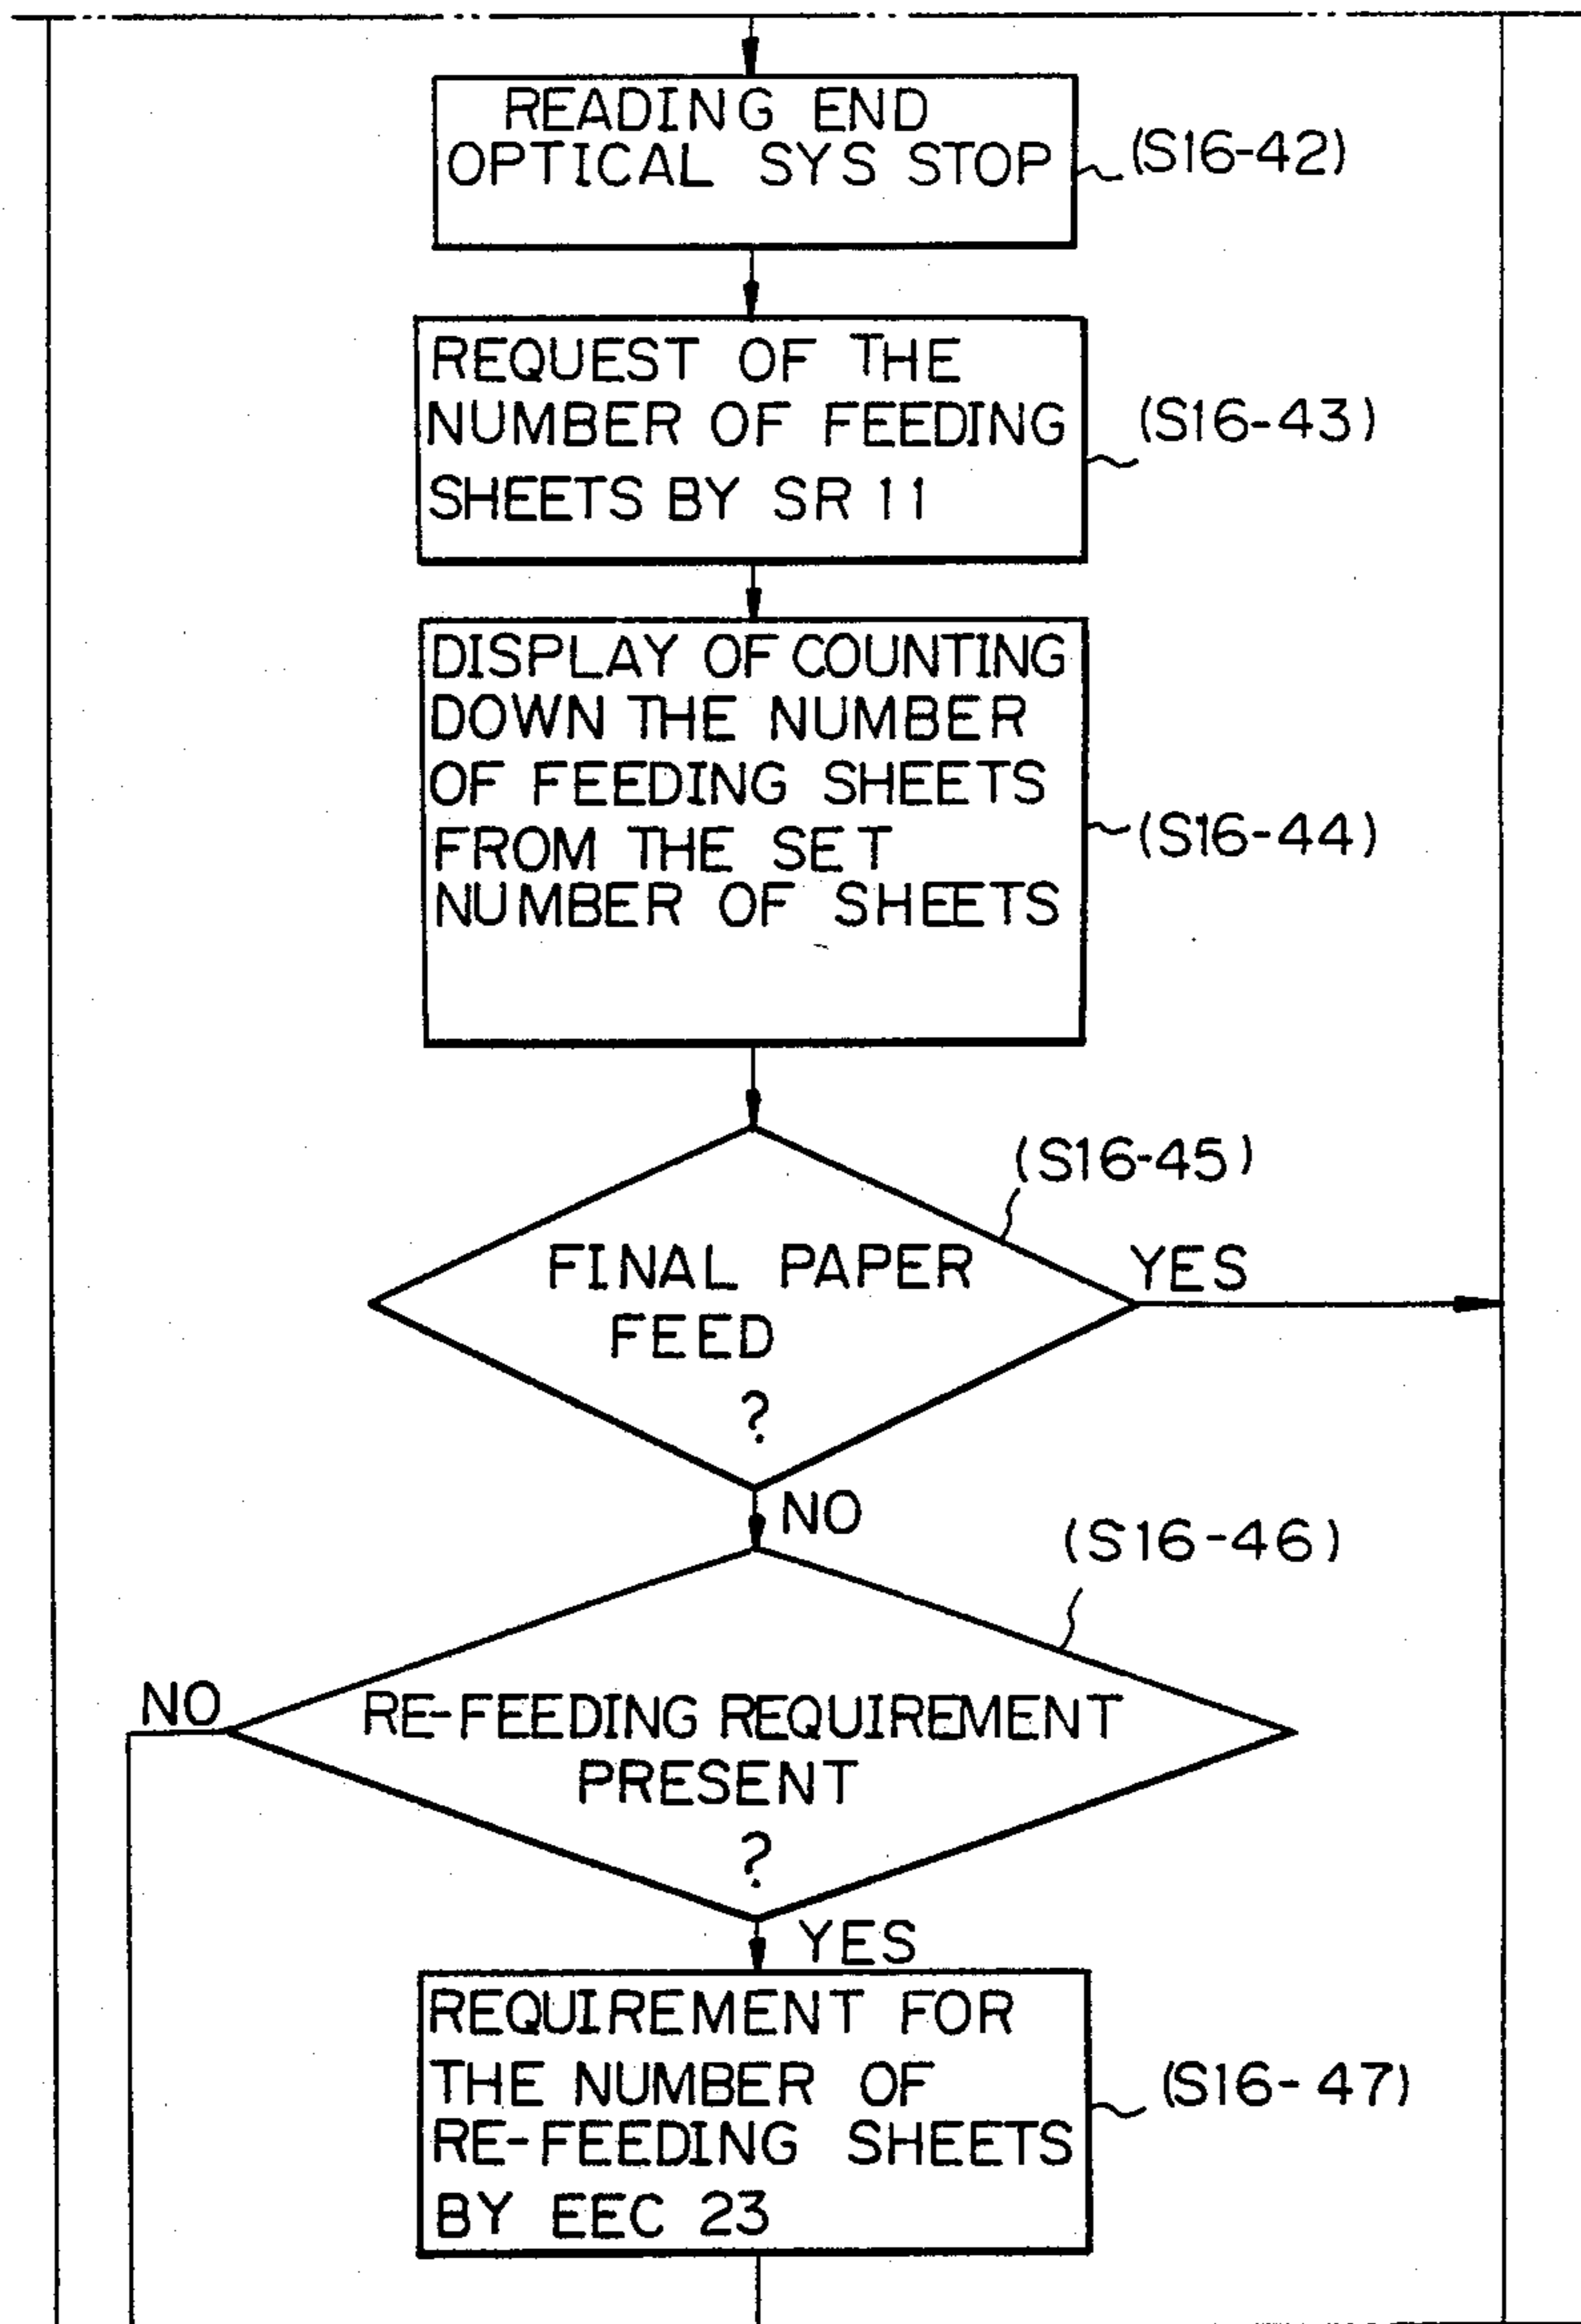 READING END
OPTICAL SYS STOP
(S16-42)
REQUEST OF THE
NUMBER OF FEEDING
SHEETS BY SR 11
(S16-43)
DISPLAY OF COUNTING
DOWN THE NUMBER
OF FEEDING SHEETS
FROM THE SET
NUMBER OF SHEETS
(S16-44)
(S16-45)
FINAL PAPER
FEED
?
YES
NO
(S16-46)
NO
RE-FEEDING REQUIREMENT
PRESENT
?
YES
REQUIREMENT FOR
THE NUMBER OF
RE-FEEDING SHEETS
BY EEC 23
(S16-47)